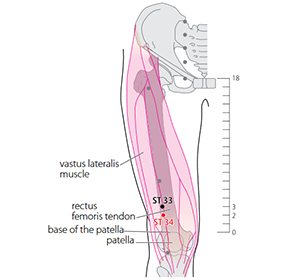 18
vastus lateralis
muscle
ST 33
rectus
femoris tendon
3
ST 34
2
base of the patella
0
patella